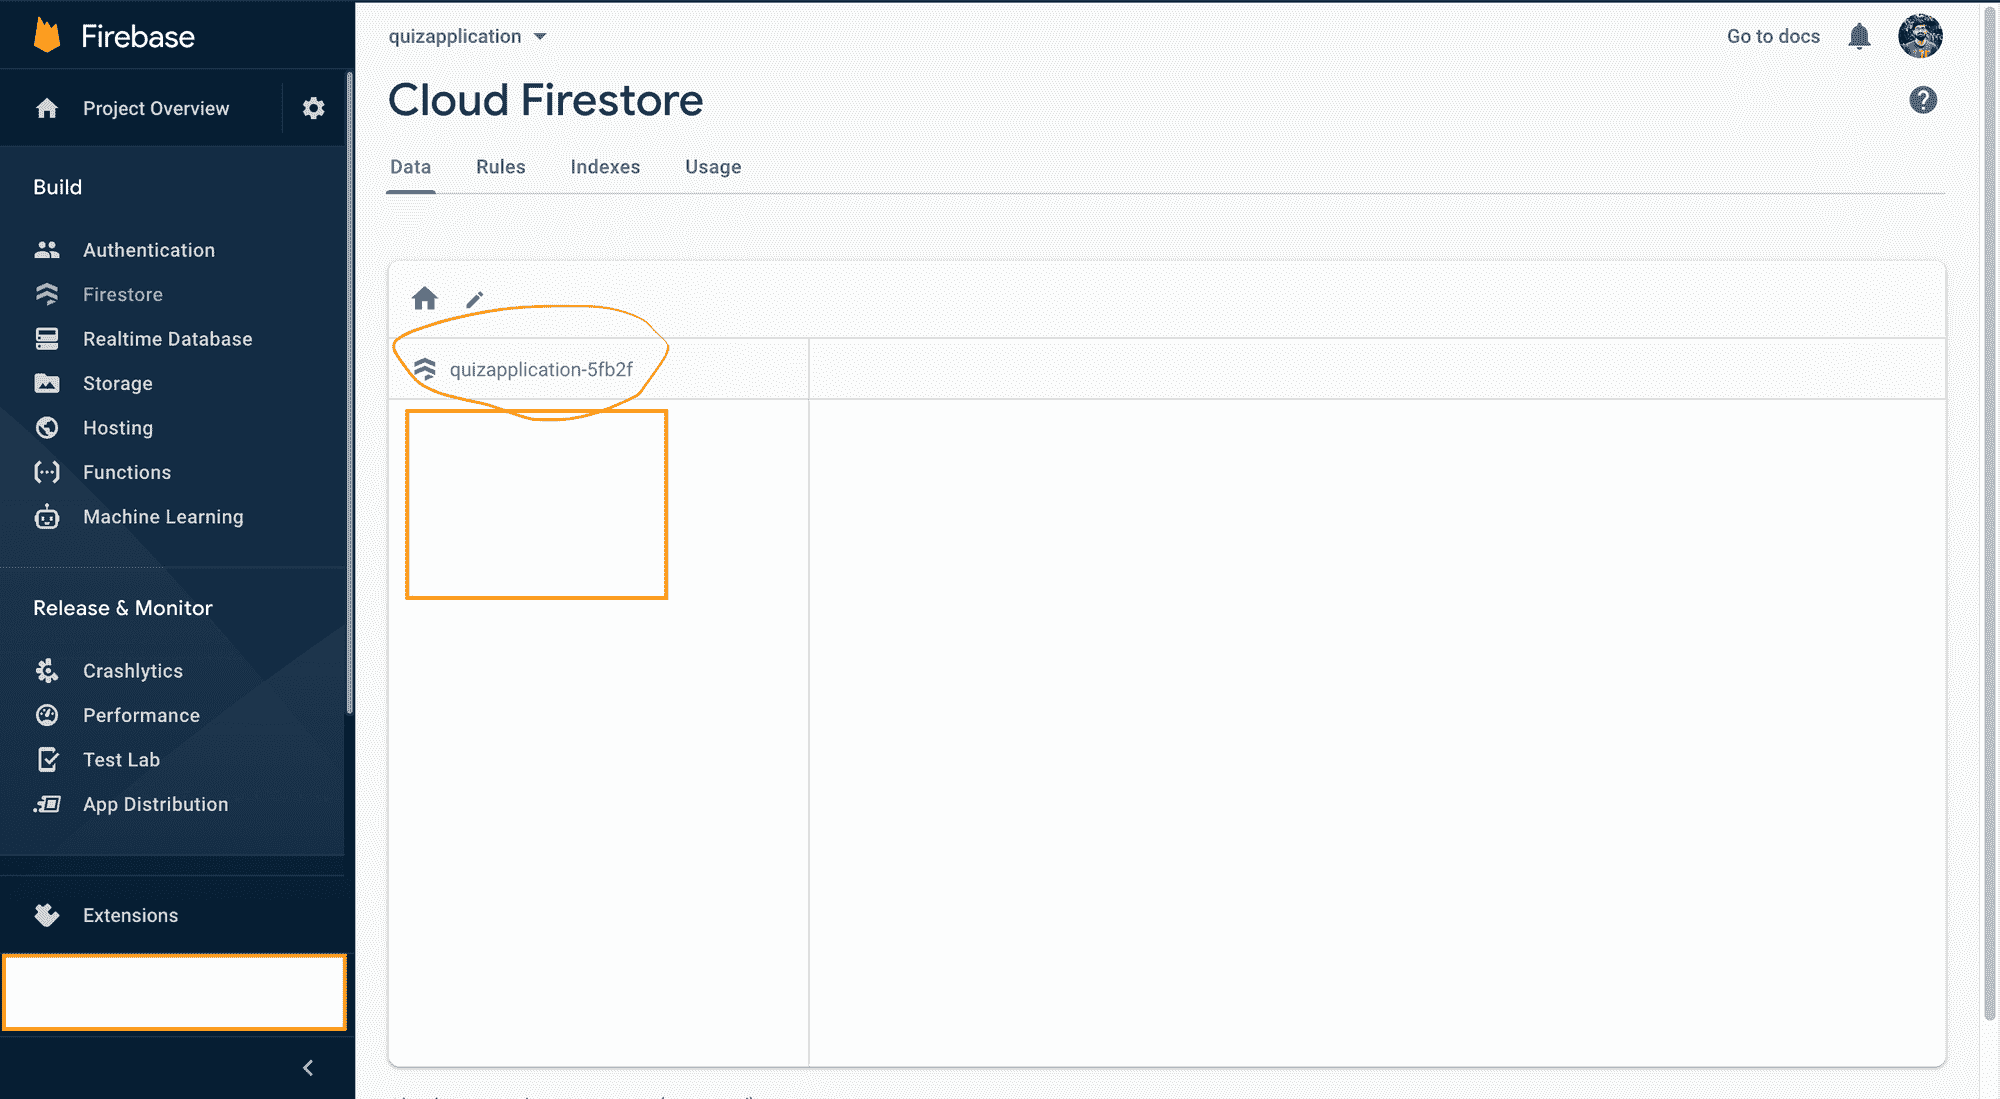 Firebase
Project Overview
Build
Authentication
Firestore
Realtime Database
Storage
Hosting
Functions
Machine Learning
Release & Monitor
Crashlytics
Performance
Test Lab
App Distribution
Extensions
quizapplication
Go to docs
Cloud Firestore
Data Rules Indexes Usage
quizapplication-5fb2f